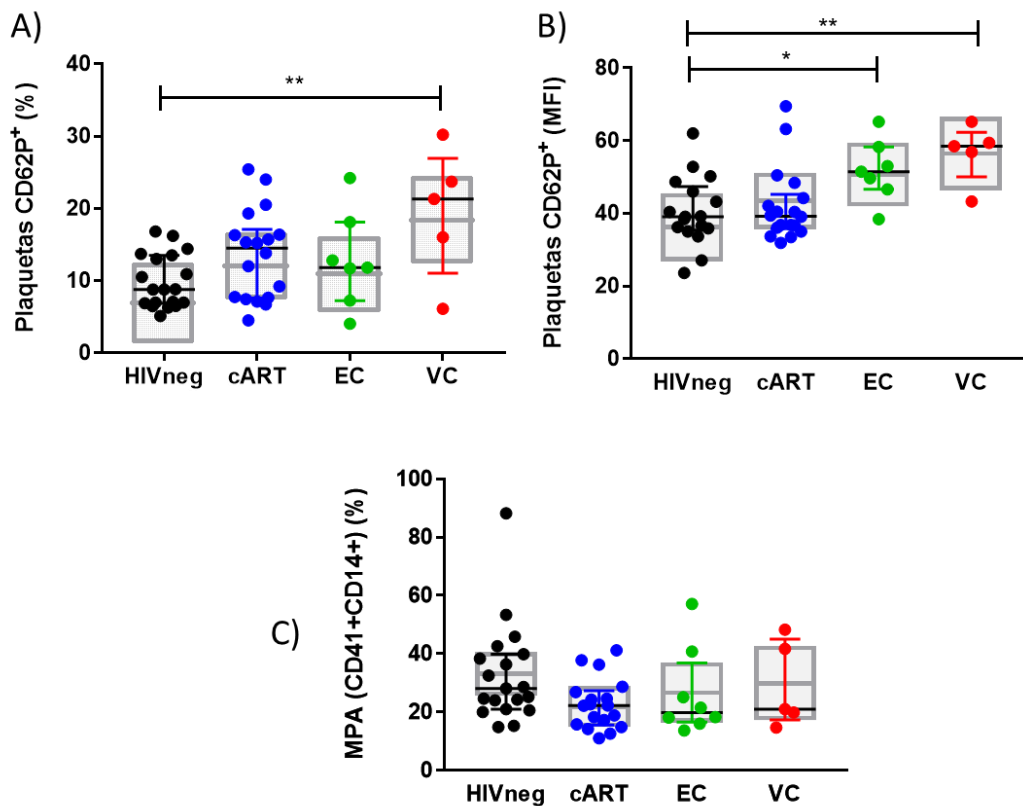 A)
Plaquetas CD62P⁺ (%)
40
30
20
10
0
**
HIVneg cART EC VC
B)
Plaquetas CD62P⁺ (MFI)
80
60
40
20
0
**
*
HIVneg cART EC VC
C)
MPA (CD41+CD14+) (%)
100
80
60
40
20
0
HIVneg cART EC VC